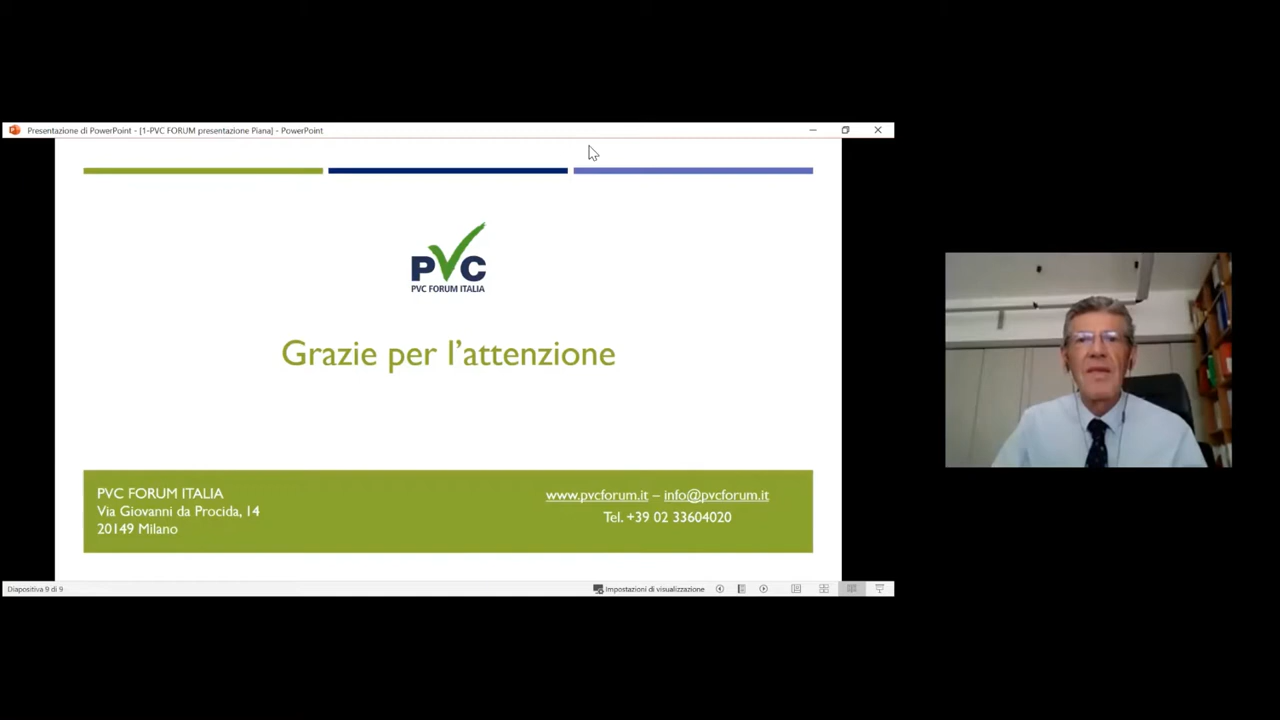 Presentazione di PowerPoint - [1-PVC FORUM presentazione Piana] - PowerPoint
PVC
PVC FORUM ITALIA
Grazie per l'attenzione
PVC FORUM ITALIA
Via Giovanni da Procida, 14
20149 Milano
www.pvcforum.it – info@pvcforum.it
Tel. +39 02 33604020
Diapositiva 9 di 9
Impostazioni di visualizzazione